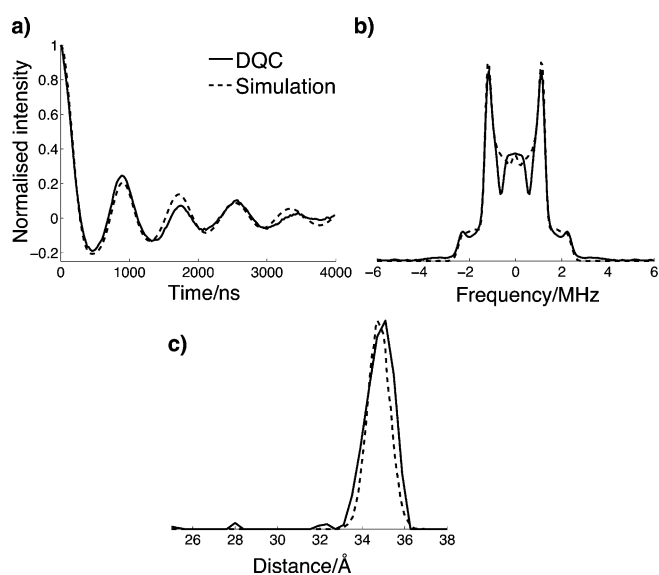 a)
Normalised intensity
1
0.8
0.6
0.4
0.2
0
−0.2
0 1000 2000 3000 4000
Time/ns
DQC
Simulation
b)
−6 −4 −2 0 2 4 6
Frequency/MHz
c)
26 28 30 32 34 36 38
Distance/Å